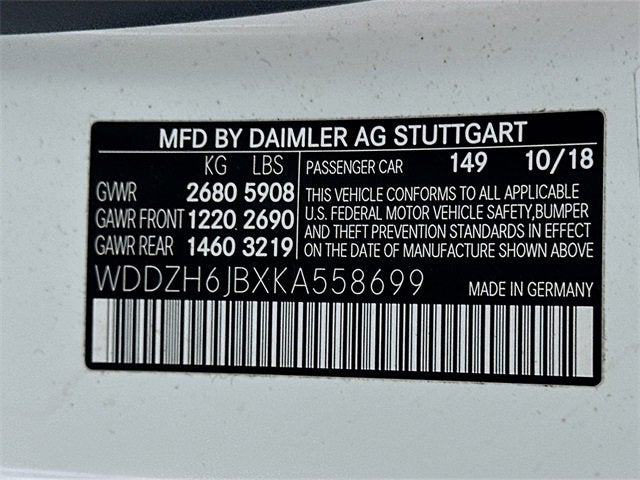 MFD BY DAIMLER AG STUTTGART
KG LBS
GVWR 2680 5908
GAWR FRONT 1220 2690
GAWR REAR 1460 3219
PASSENGER CAR 149 10/18
THIS VEHICLE CONFORMS TO ALL APPLICABLE
U.S. FEDERAL MOTOR VEHICLE SAFETY,BUMPER
AND THEFT PREVENTION STANDARDS IN EFFECT
ON THE DATE OF MANUFACTURE SHOWN ABOVE
WDDZH6JBXKA558699 MADE IN GERMANY